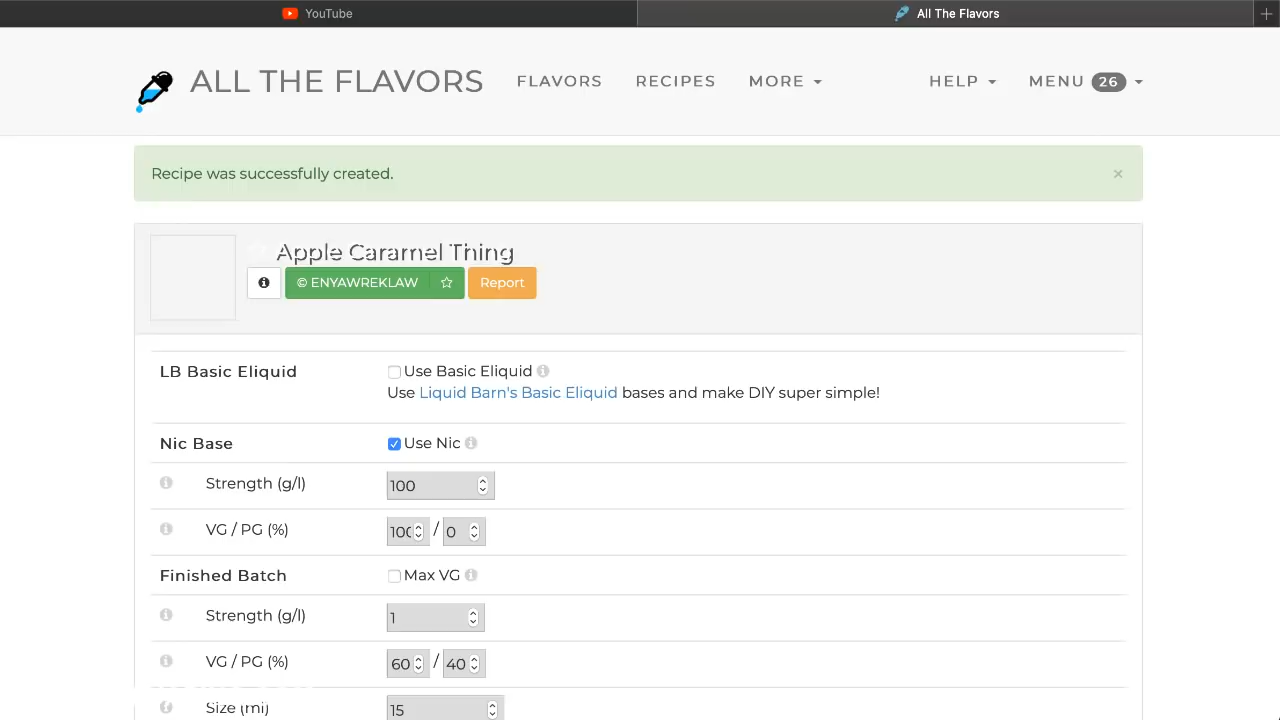 YouTube
All The Flavors
ALL THE FLAVORS
FLAVORS
RECIPES
MORE
HELP
MENU 26
Recipe was successfully created.
×
Apple Caramel Thing
© ENYAWREKLAW
Report
LB Basic Eliquid
Use Basic Eliquid
Use Liquid Barn's Basic Eliquid bases and make DIY super simple!
Nic Base
Use Nic
Strength (g/l)
100
VG / PG (%)
100 / 0
Finished Batch
Max VG
Strength (g/l)
1
VG / PG (%)
60 / 40
Size (ml)
15